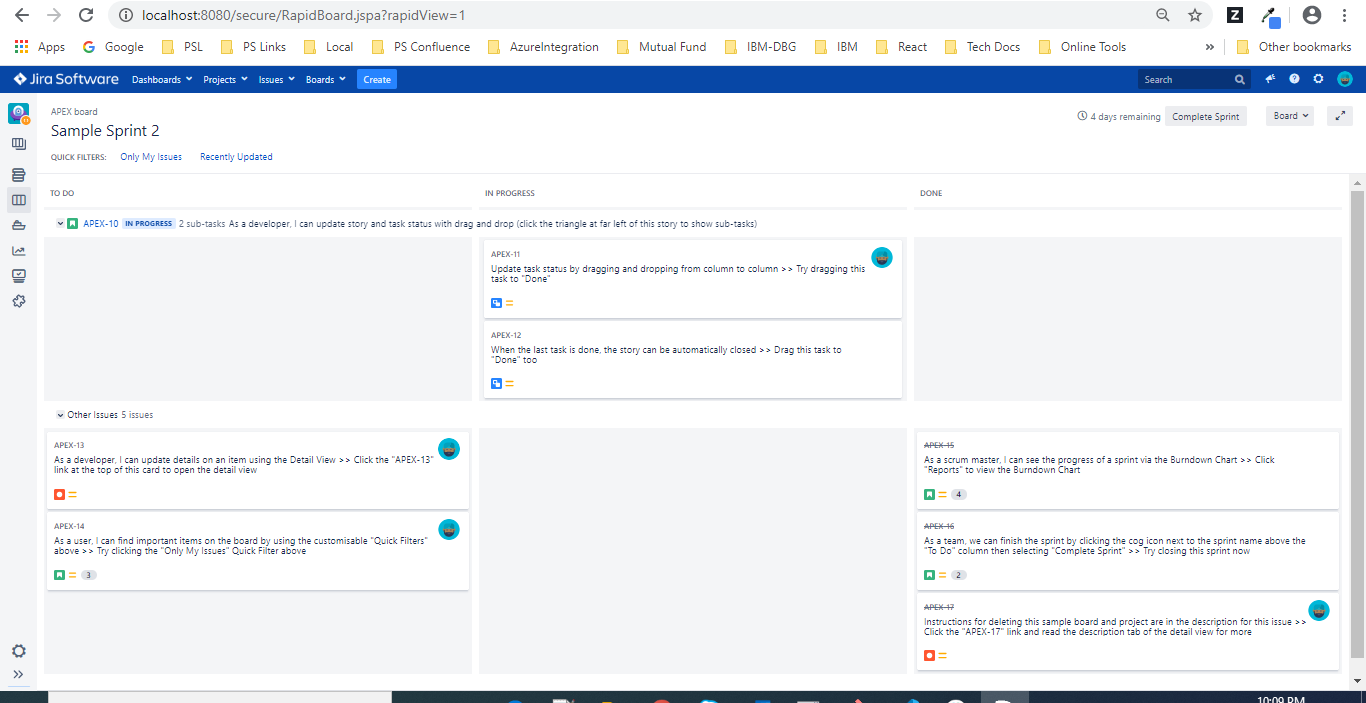 localhost:8080/secure/RapidBoard.jspa?rapidView=1
Z
Apps
Google
PSL
PS Links
Local
PS Confluence
AzureIntegration
Mutual Fund
IBM-DBG
IBM
React
Tech Docs
Online Tools
»
Other bookmarks
Jira Software
Dashboards
Projects
Issues
Boards
Create
Search
APEX board
Sample Sprint 2
4 days remaining
Complete Sprint
Board
QUICK FILTERS:
Only My Issues
Recently Updated
TO DO
IN PROGRESS
DONE
APEX-10 IN PROGRESS 2 sub-tasks As a developer, I can update story and task status with drag and drop (click the triangle at far left of this story to show sub-tasks)
APEX-11
Update task status by dragging and dropping from column to column >> Try dragging this
task to "Done"
APEX-12
When the last task is done, the story can be automatically closed >> Drag this task to
"Done" too
Other Issues 5 issues
APEX-13
As a developer, I can update details on an item using the Detail View >> Click the "APEX-13"
link at the top of this card to open the detail view
APEX-14
As a user, I can find important items on the board by using the customisable "Quick Filters"
above >> Try clicking the "Only My Issues" Quick Filter above
3
APEX-15
As a scrum master, I can see the progress of a sprint via the Burndown Chart >> Click
"Reports" to view the Burndown Chart
4
APEX-16
As a team, we can finish the sprint by clicking the cog icon next to the sprint name above the
"To Do" column then selecting "Complete Sprint" >> Try closing this sprint now
2
APEX-17
Instructions for deleting this sample board and project are in the description for this issue >>
Click the "APEX-17" link and read the description tab of the detail view for more
10:09 PM